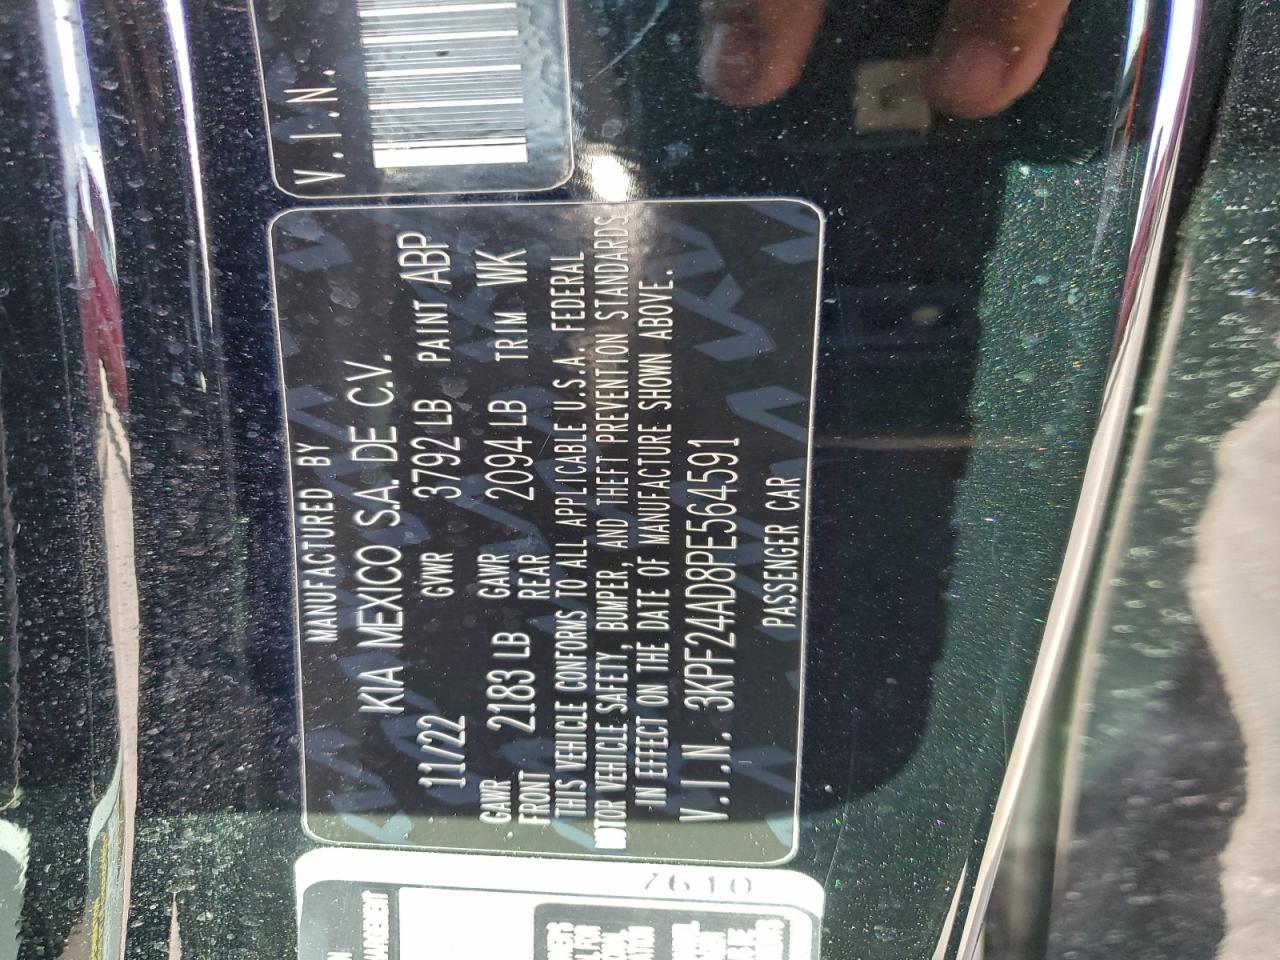 V.I.N.
MANUFACTURED BY
KIA MEXICO S.A. DE C.V.
11/22 GVWR 3792 LB PAINT ABP
GAWR FRONT 2183 LB GAWR REAR 2094 LB TRIM WK
THIS VEHICLE CONFORMS TO ALL APPLICABLE U.S.A. FEDERAL
MOTOR VEHICLE SAFETY, BUMPER, AND THEFT PREVENTION STANDARDS
IN EFFECT ON THE DATE OF MANUFACTURE SHOWN ABOVE.
V.I.N. 3KPF24AD8PE564591
PASSENGER CAR
7610